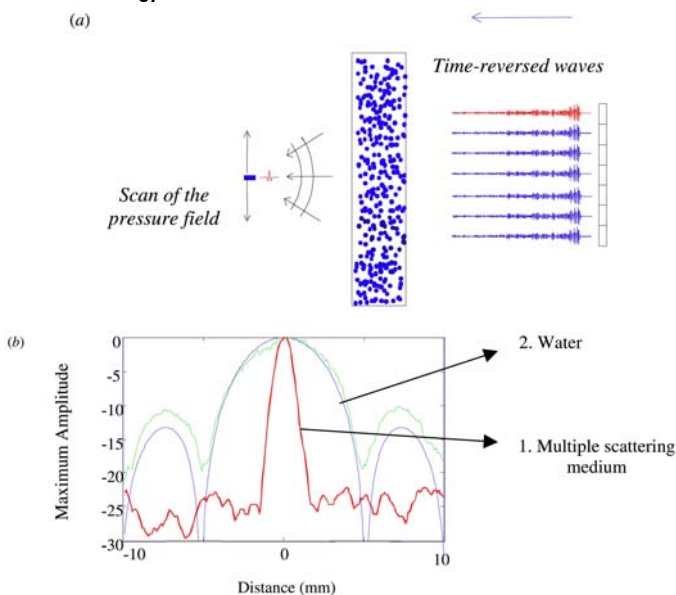 (a)
Time-reversed waves
Scan of the
pressure field
(b)
0
-5
-10
-15
-20
-25
-30
-10
0
10
Maximum Amplitude
Distance (mm)
2. Water
1. Multiple scattering
medium